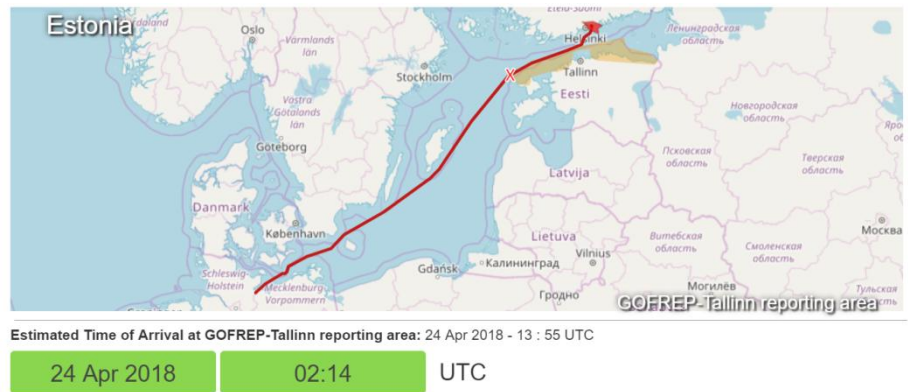 Estonia
Oslo
Värmlands
län
Helsinki
Ленинградская
область
Stockholm
Tallinn
X
Västra
Götalands
län
Eesti
Новгородская
область
Göteborg
Псковская
область
Тверская
область
Latvija
Danmark
København
Lietuva
Витебская
область
Москва
Смоленская
область
Vilnius
Gdańsk
Калининград
Schleswig
Holstein
Mecklenburg
Vorpommern
Гродно
Могилёв
Тульская
область
GOFREP-Tallinn reporting area
Estimated Time of Arrival at GOFREP-Tallinn reporting area: 24 Apr 2018 - 13 : 55 UTC
24 Apr 2018 02:14 UTC